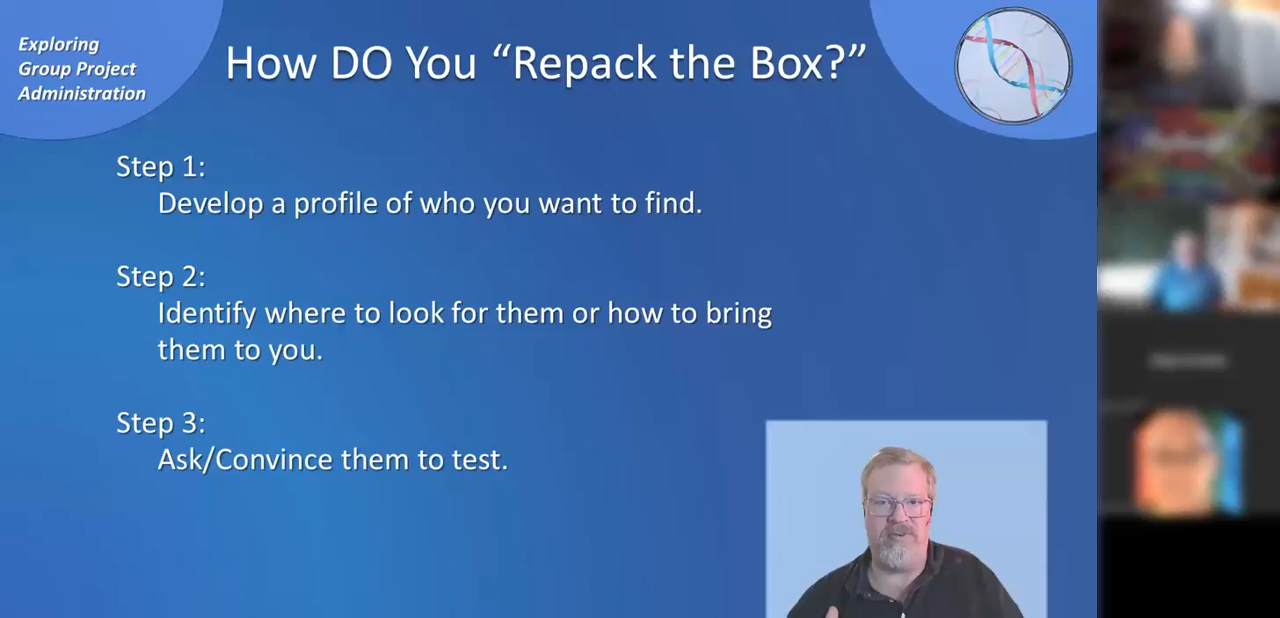 Exploring
Group Project
Administration
How DO You “Repack the Box?”
Step 1:
Develop a profile of who you want to find.
Step 2:
Identify where to look for them or how to bring
them to you.
Step 3:
Ask/Convince them to test.